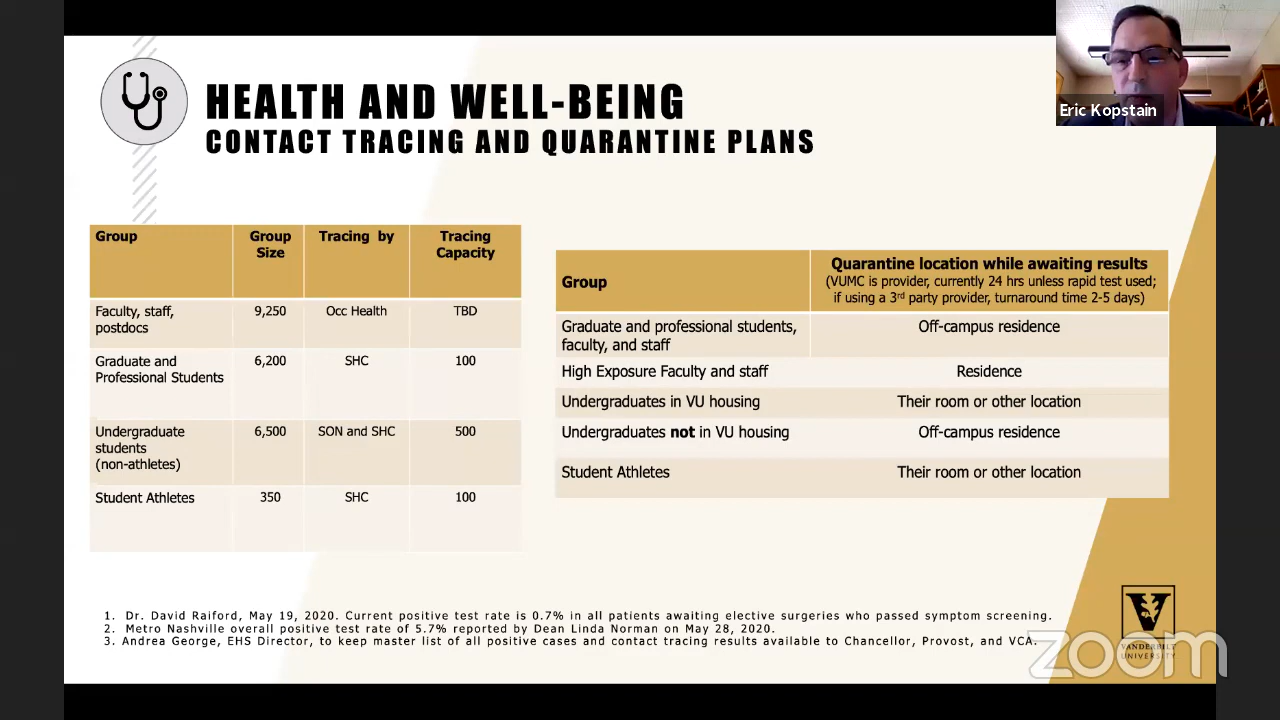 HEALTH AND WELL-BEING
CONTACT TRACING AND QUARANTINE PLANS
Eric Kopstain
Group
Group Size
Tracing by
Tracing Capacity
Faculty, staff, postdocs
9,250
Occ Health
TBD
Graduate and Professional Students
6,200
SHC
100
Undergraduate students (non-athletes)
6,500
SON and SHC
500
Student Athletes
350
SHC
100
Group
Quarantine location while awaiting results
(VUMC is provider, currently 24 hrs unless rapid test used;
if using a 3rd party provider, turnaround time 2-5 days)
Graduate and professional students, faculty, and staff
Off-campus residence
High Exposure Faculty and staff
Residence
Undergraduates in VU housing
Their room or other location
Undergraduates not in VU housing
Off-campus residence
Student Athletes
Their room or other location
1. Dr. David Raiford, May 19, 2020. Current positive test rate is 0.7% in all patients awaiting elective surgeries who passed symptom screening.
2. Metro Nashville overall positive test rate of 5.7% reported by Dean Linda Norman on May 28, 2020.
3. Andrea George, EHS Director, to keep master list of all positive cases and contact tracing results available to Chancellor, Provost, and VCA.
VANDERBILT
UNIVERSITY
zoom